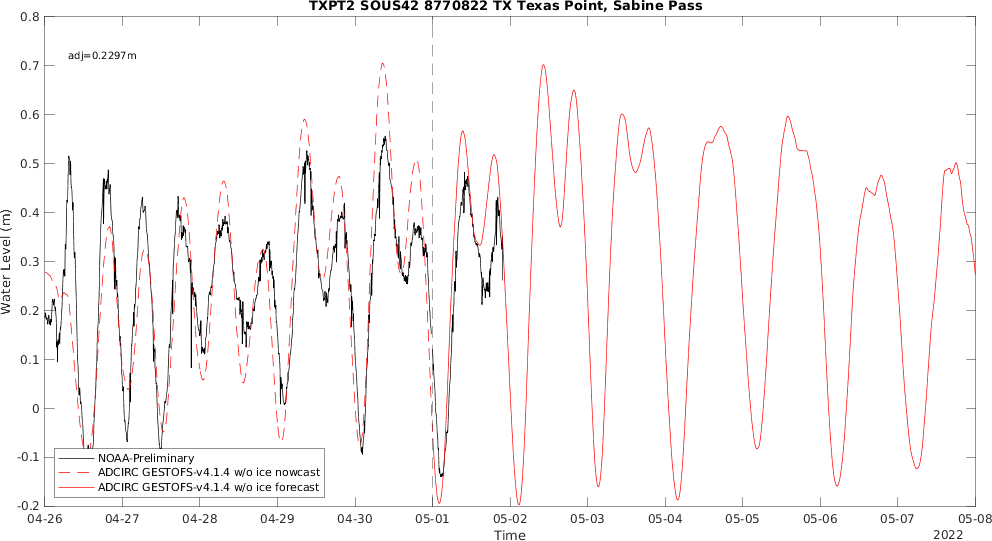 TXPT2 SOUS42 8770822 TX Texas Point, Sabine Pass
adj=0.2297m
Water Level (m)
0.8
0.7
0.6
0.5
0.4
0.3
0.2
0.1
0
-0.1
-0.2
NOAA-Preliminary
ADCIRC GESTOFS-v4.1.4 w/o ice nowcast
ADCIRC GESTOFS-v4.1.4 w/o ice forecast
04-26 04-27 04-28 04-29 04-30 05-01 05-02 05-03 05-04 05-05 05-06 05-07 05-08
Time
2022